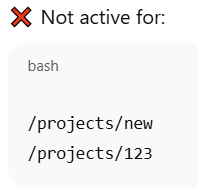 ❌ Not active for:
bash
/projects/new
/projects/123